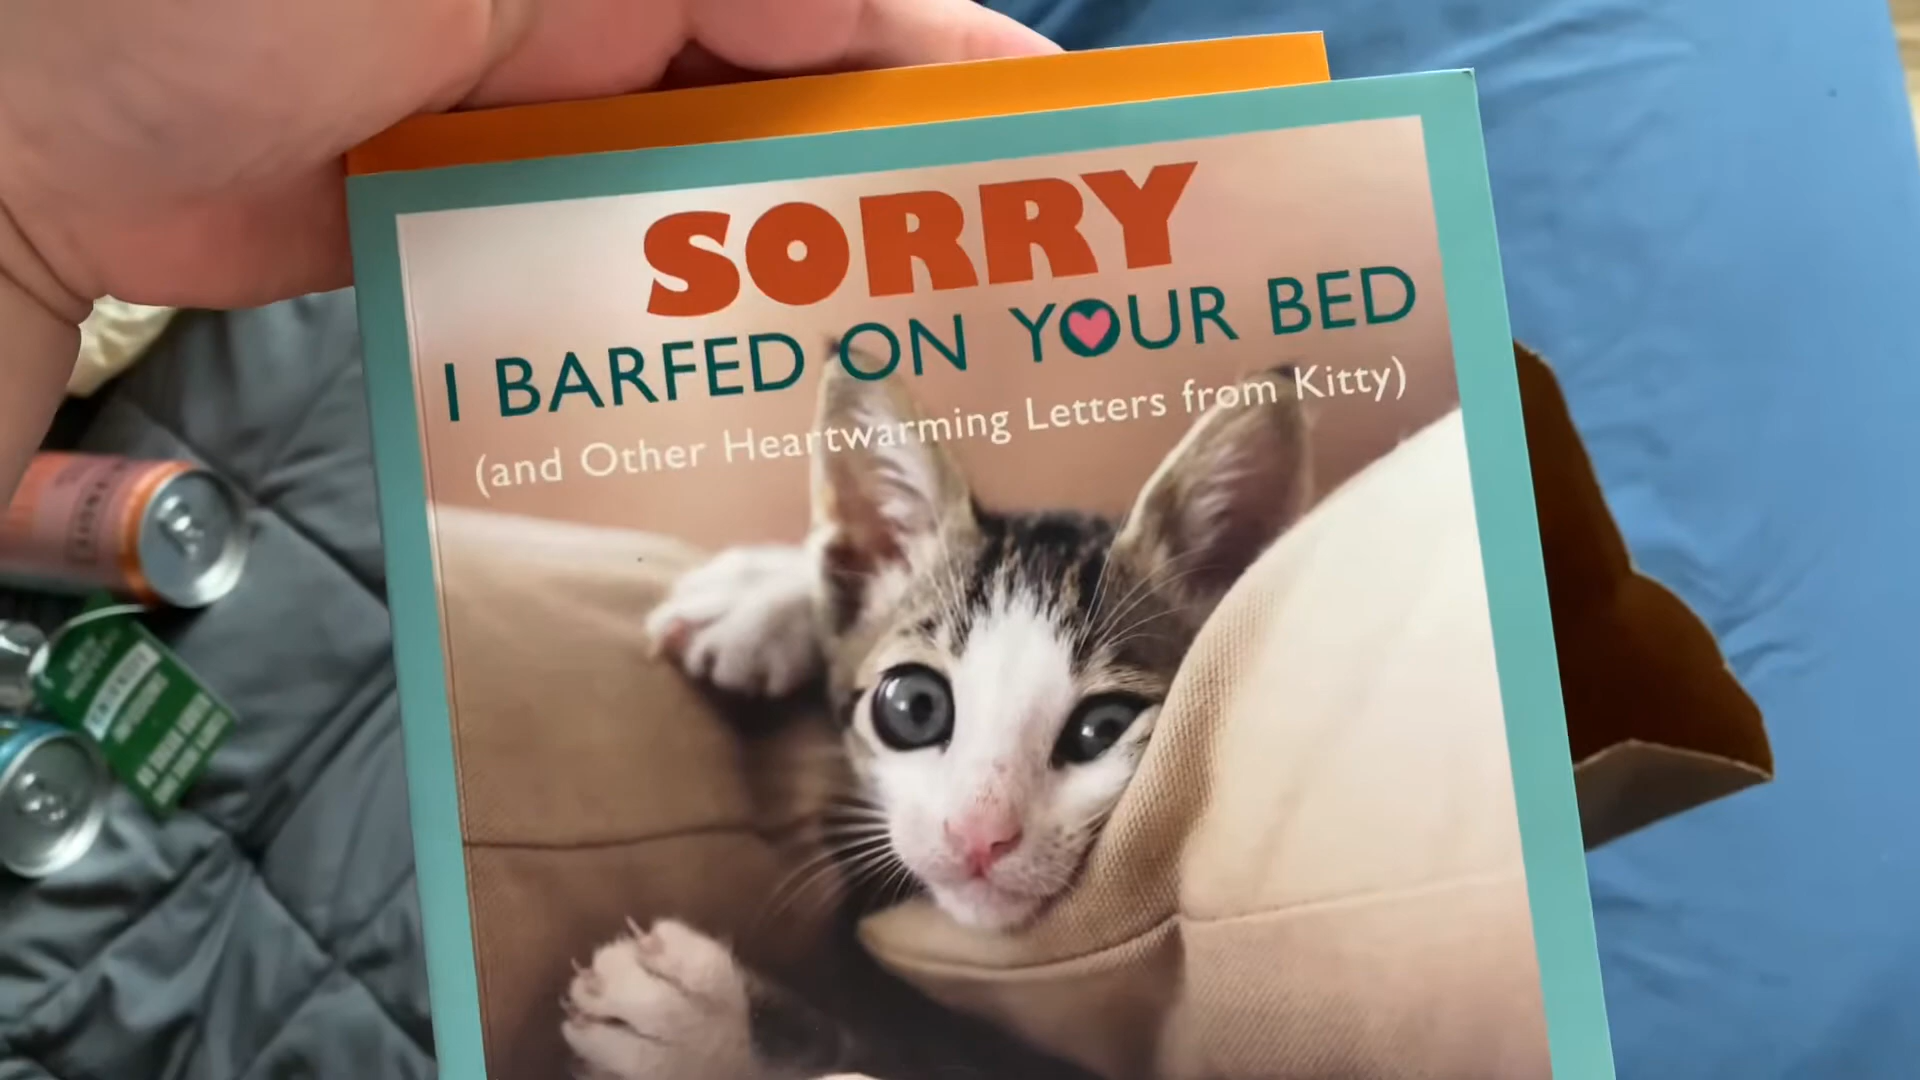 SORRY
I BARFED ON YOUR BED
(and Other Heartwarming Letters from Kitty)